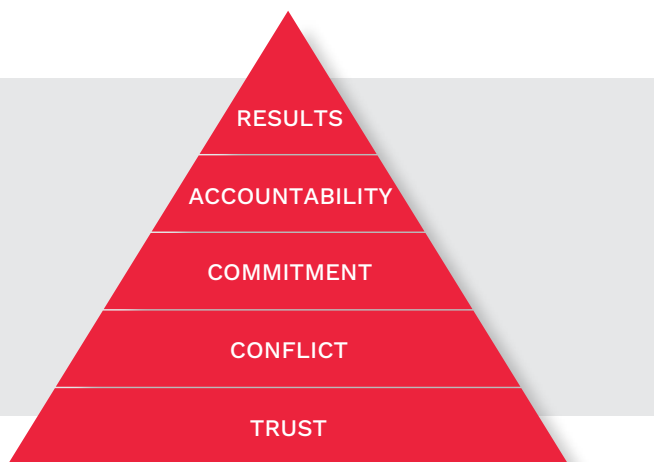 RESULTS
ACCOUNTABILITY
COMMITMENT
CONFLICT
TRUST